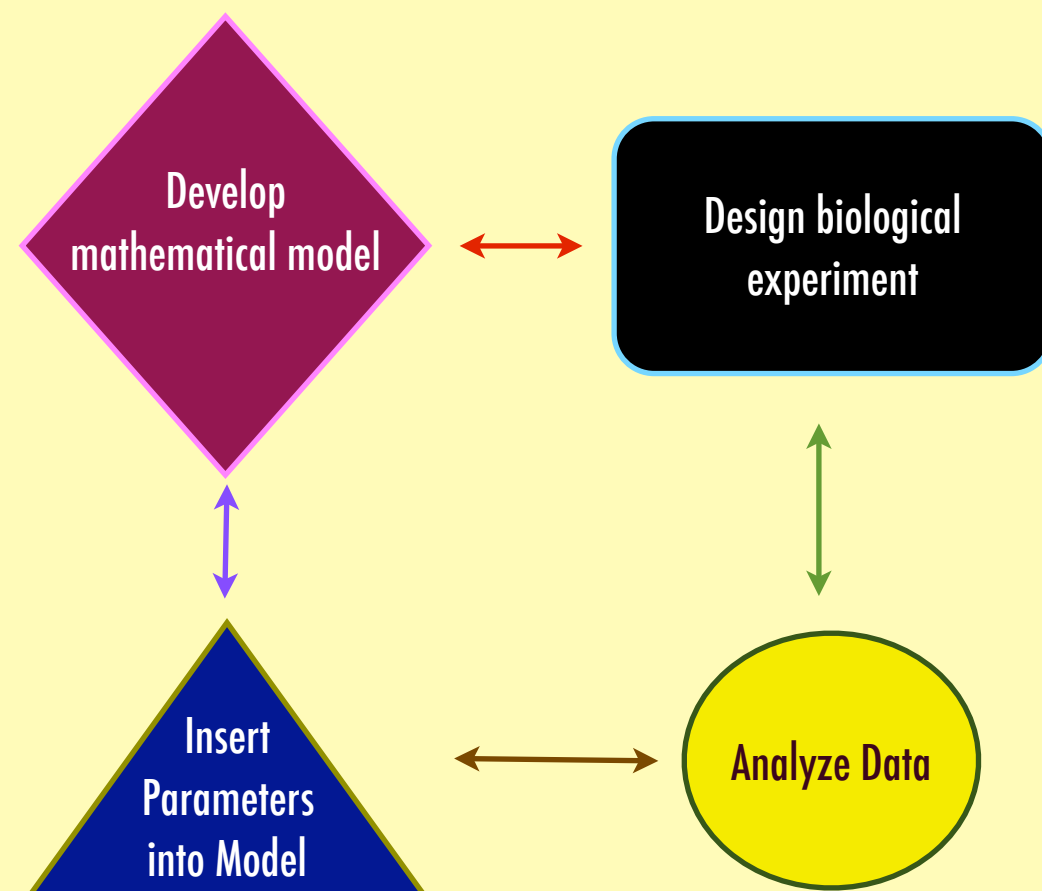 Develop
mathematical model
Design biological
experiment
Insert
Parameters
into Model
Analyze Data